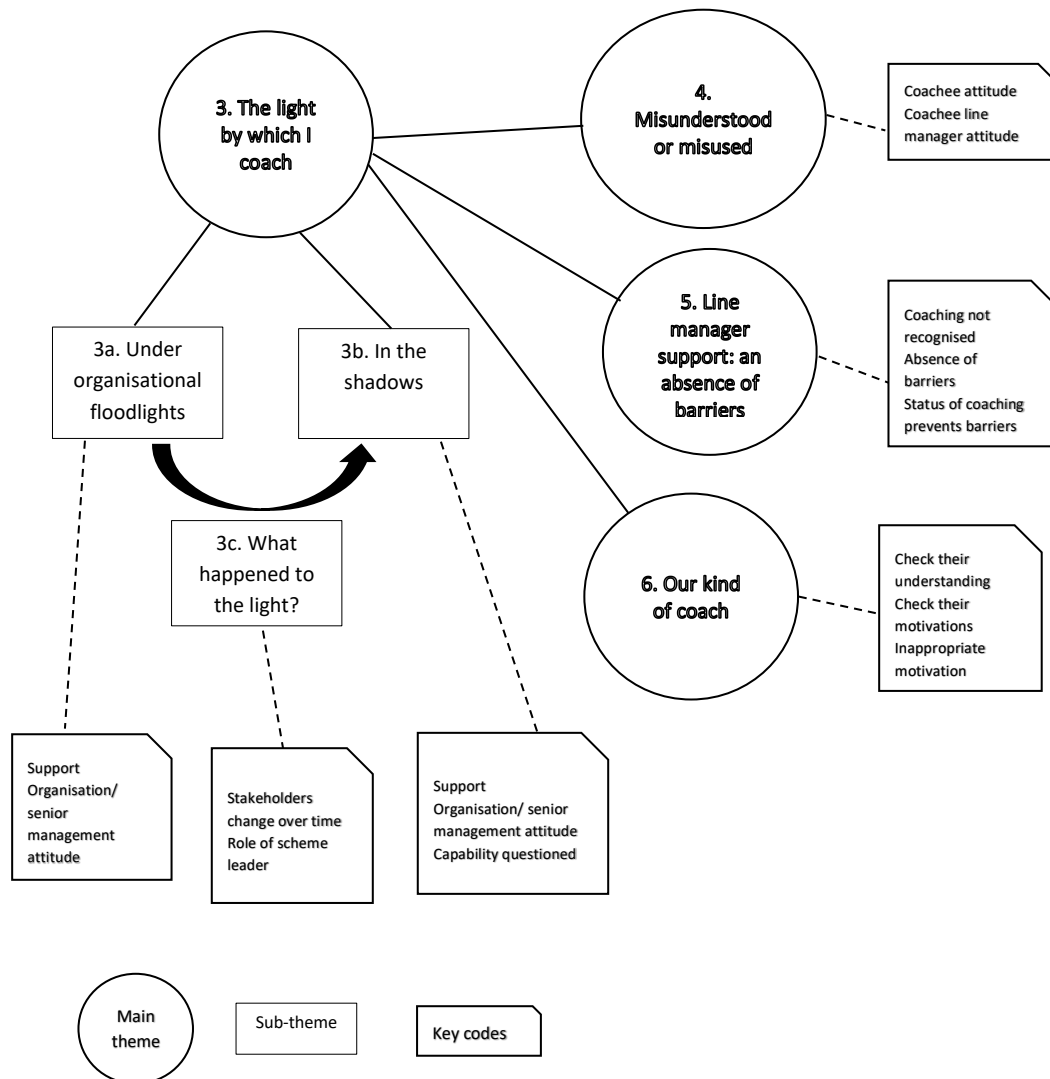 3. The light
by which I
coach
4.
Misunderstood
or misused
Coachee attitude
Coachee line
manager attitude
3a. Under
organisational
floodlights
3b. In the
shadows
5. Line
manager
support: an
absence of
barriers
Coaching not
recognised
Absence of
barriers
Status of coaching
prevents barriers
3c. What
happened to
the light?
6. Our kind
of coach
Check their
understanding
Check their
motivations
Inappropriate
motivation
Support
Organisation/
senior
management
attitude
Stakeholders
change over time
Role of scheme
leader
Support
Organisation/ senior
management attitude
Capability questioned
Main
theme
Sub-theme
Key codes